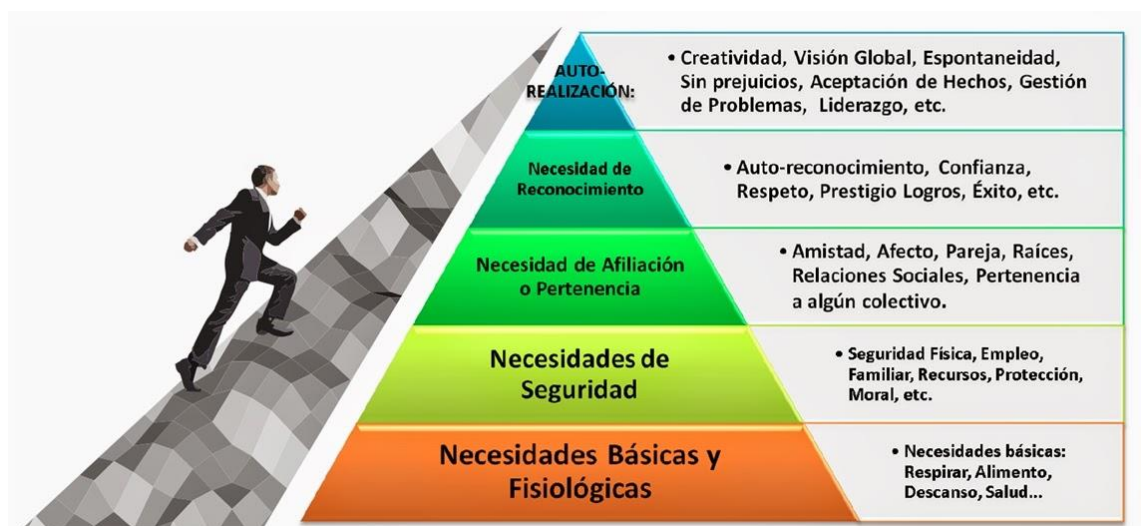 AUTO-
REALIZACIÓN:
• Creatividad, Visión Global, Espontaneidad,
Sin prejuicios, Aceptación de Hechos, Gestión
de Problemas, Liderazgo, etc.
Necesidad de
Reconocimiento
• Auto-reconocimiento, Confianza,
Respeto, Prestigio Logros, Éxito, etc.
Necesidad de Afiliación
o Pertenencia
• Amistad, Afecto, Pareja, Raíces,
Relaciones Sociales, Pertenencia
a algún colectivo.
Necesidades de
Seguridad
• Seguridad Física, Empleo,
Familiar, Recursos, Protección,
Moral, etc.
Necesidades Básicas y
Fisiológicas
• Necesidades básicas:
Respirar, Alimento,
Descanso, Salud...